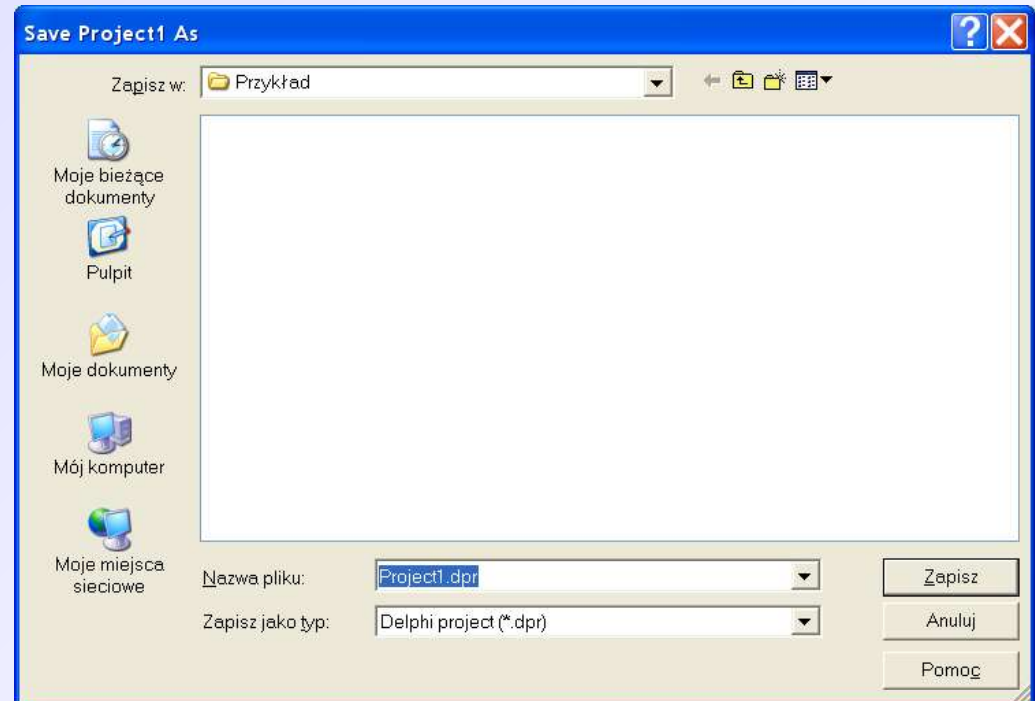 Save Project1 As
Zapisz w:
Przykład
Moje bieżące
dokumenty
Pulpit
Moje dokumenty
Mój komputer
Moje miejsca
sieciowe
Nazwa pliku:
Project1.dpr
Zapisz
Zapisz jako typ:
Delphi project (*.dpr)
Anuluj
Pomoc